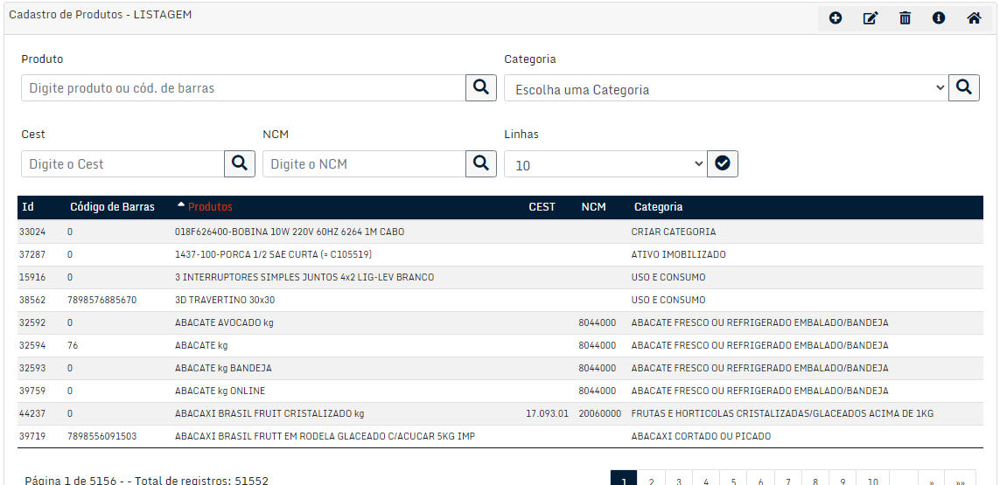 Cadastro de Produtos - LISTAGEM
Produto Categoria
Digite produto ou cód. de barras Escolha uma Categoria
Cest NCM Linhas
Digite o Cest Digite o NCM 10
Id Código de Barras Produtos CEST NCM Categoria
33024 0 018F626400-BOBINA 10W 220V 60HZ 6264 1M CABO CRIAR CATEGORIA
37287 0 1437-100-PORCA 1/2 SAE CURTA (= C105519) ATIVO IMOBILIZADO
15916 0 3 INTERRUPTORES SIMPLES JUNTOS 4x2 LIG-LEV BRANCO USO E CONSUMO
38562 7898576885670 3D TRAVERTINO 30x30 USO E CONSUMO
32592 0 ABACATE AVOCADO kg 8044000 ABACATE FRESCO OU REFRIGERADO EMBALADO/BANDEJA
32594 76 ABACATE kg 8044000 ABACATE FRESCO OU REFRIGERADO EMBALADO/BANDEJA
32593 0 ABACATE kg BANDEJA 8044000 ABACATE FRESCO OU REFRIGERADO EMBALADO/BANDEJA
39759 0 ABACATE kg ONLINE 8044000 ABACATE FRESCO OU REFRIGERADO EMBALADO/BANDEJA
44237 0 ABACAXI BRASIL FRUIT CRISTALIZADO kg 17.093.01 20060000 FRUTAS E HORTICOLAS CRISTALIZADAS/GLACEADOS ACIMA DE 1KG
39719 7898556091503 ABACAXI BRASIL FRUTT EM RODELA GLACEADO C/ACUCAR 5KG IMP ABACAXI CORTADO OU PICADO
Página 1 de 5156 - - Total de registros: 51552 1 2 3 4 5 6 7 8 9 10 ... » »»